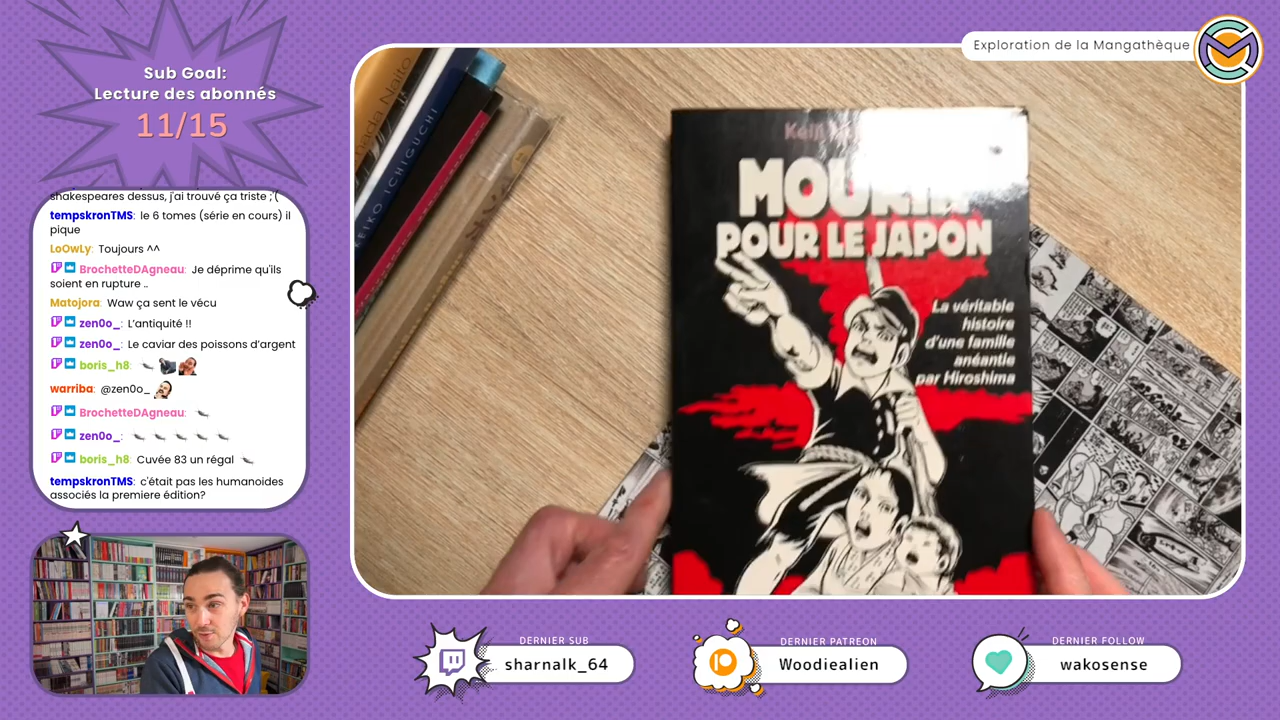 Sub Goal:
Lecture des abonnés
11/15
shakespeares dessus, j'ai trouvé ça triste ;(
tempskronTMS: le 6 tomes (série en cours) il
pique
LoOwLy: Toujours ^^
BrochetteDAgneau: Je déprime qu'ils
soient en rupture ..
Matojora: Waw ça sent le vécu
zen0o_: L'antiquité !!
zen0o_: Le caviar des poissons d'argent
boris_h8:
warriba: @zen0o_
BrochetteDAgneau:
zen0o_:
boris_h8: Cuvée 83 un régal
tempskronTMS: c'était pas les humanoides
associés la premiere édition?
Exploration de la Mangathèque
KEIKO ICHIGUCHI
POUR LE JAPON
La véritable
histoire
d'une famille
anéantie
par Hiroshima
DERNIER SUB
sharnalk_64
DERNIER PATREON
Woodiealien
DERNIER FOLLOW
wakosense